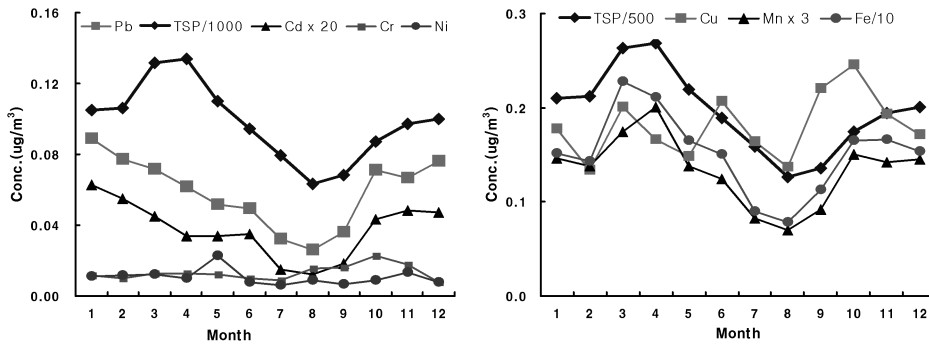 Pb TSP/1000 Cd x 20 Cr Ni
0.16
0.12
0.08
0.04
0.00
Conc.(ug/m³)
1 2 3 4 5 6 7 8 9 10 11 12
Month
TSP/500 Cu Mn x 3 Fe/10
0.3
0.2
0.1
0.0
Conc.(ug/m³)
1 2 3 4 5 6 7 8 9 10 11 12
Month